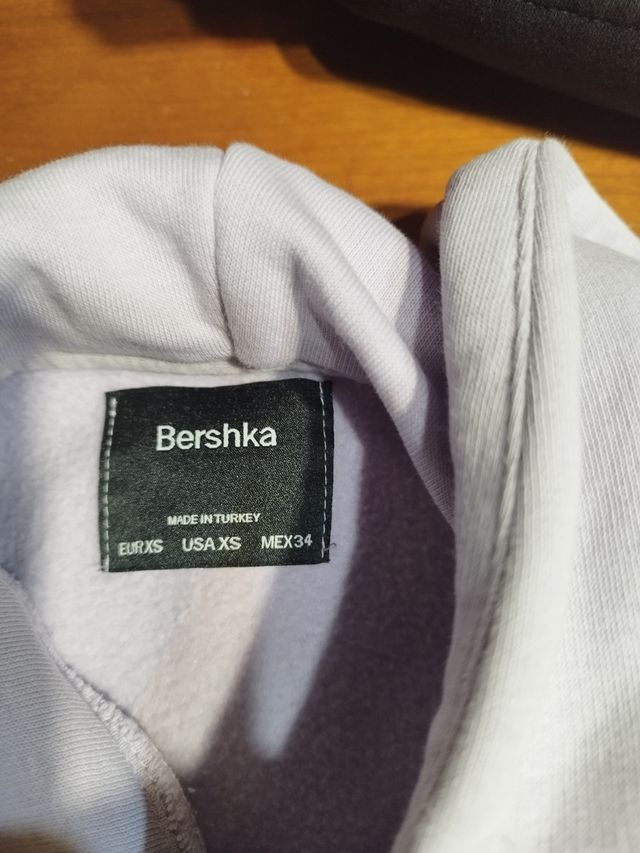 Bershka
MADE IN TURKEY
EUR XS USA XS MEX 34